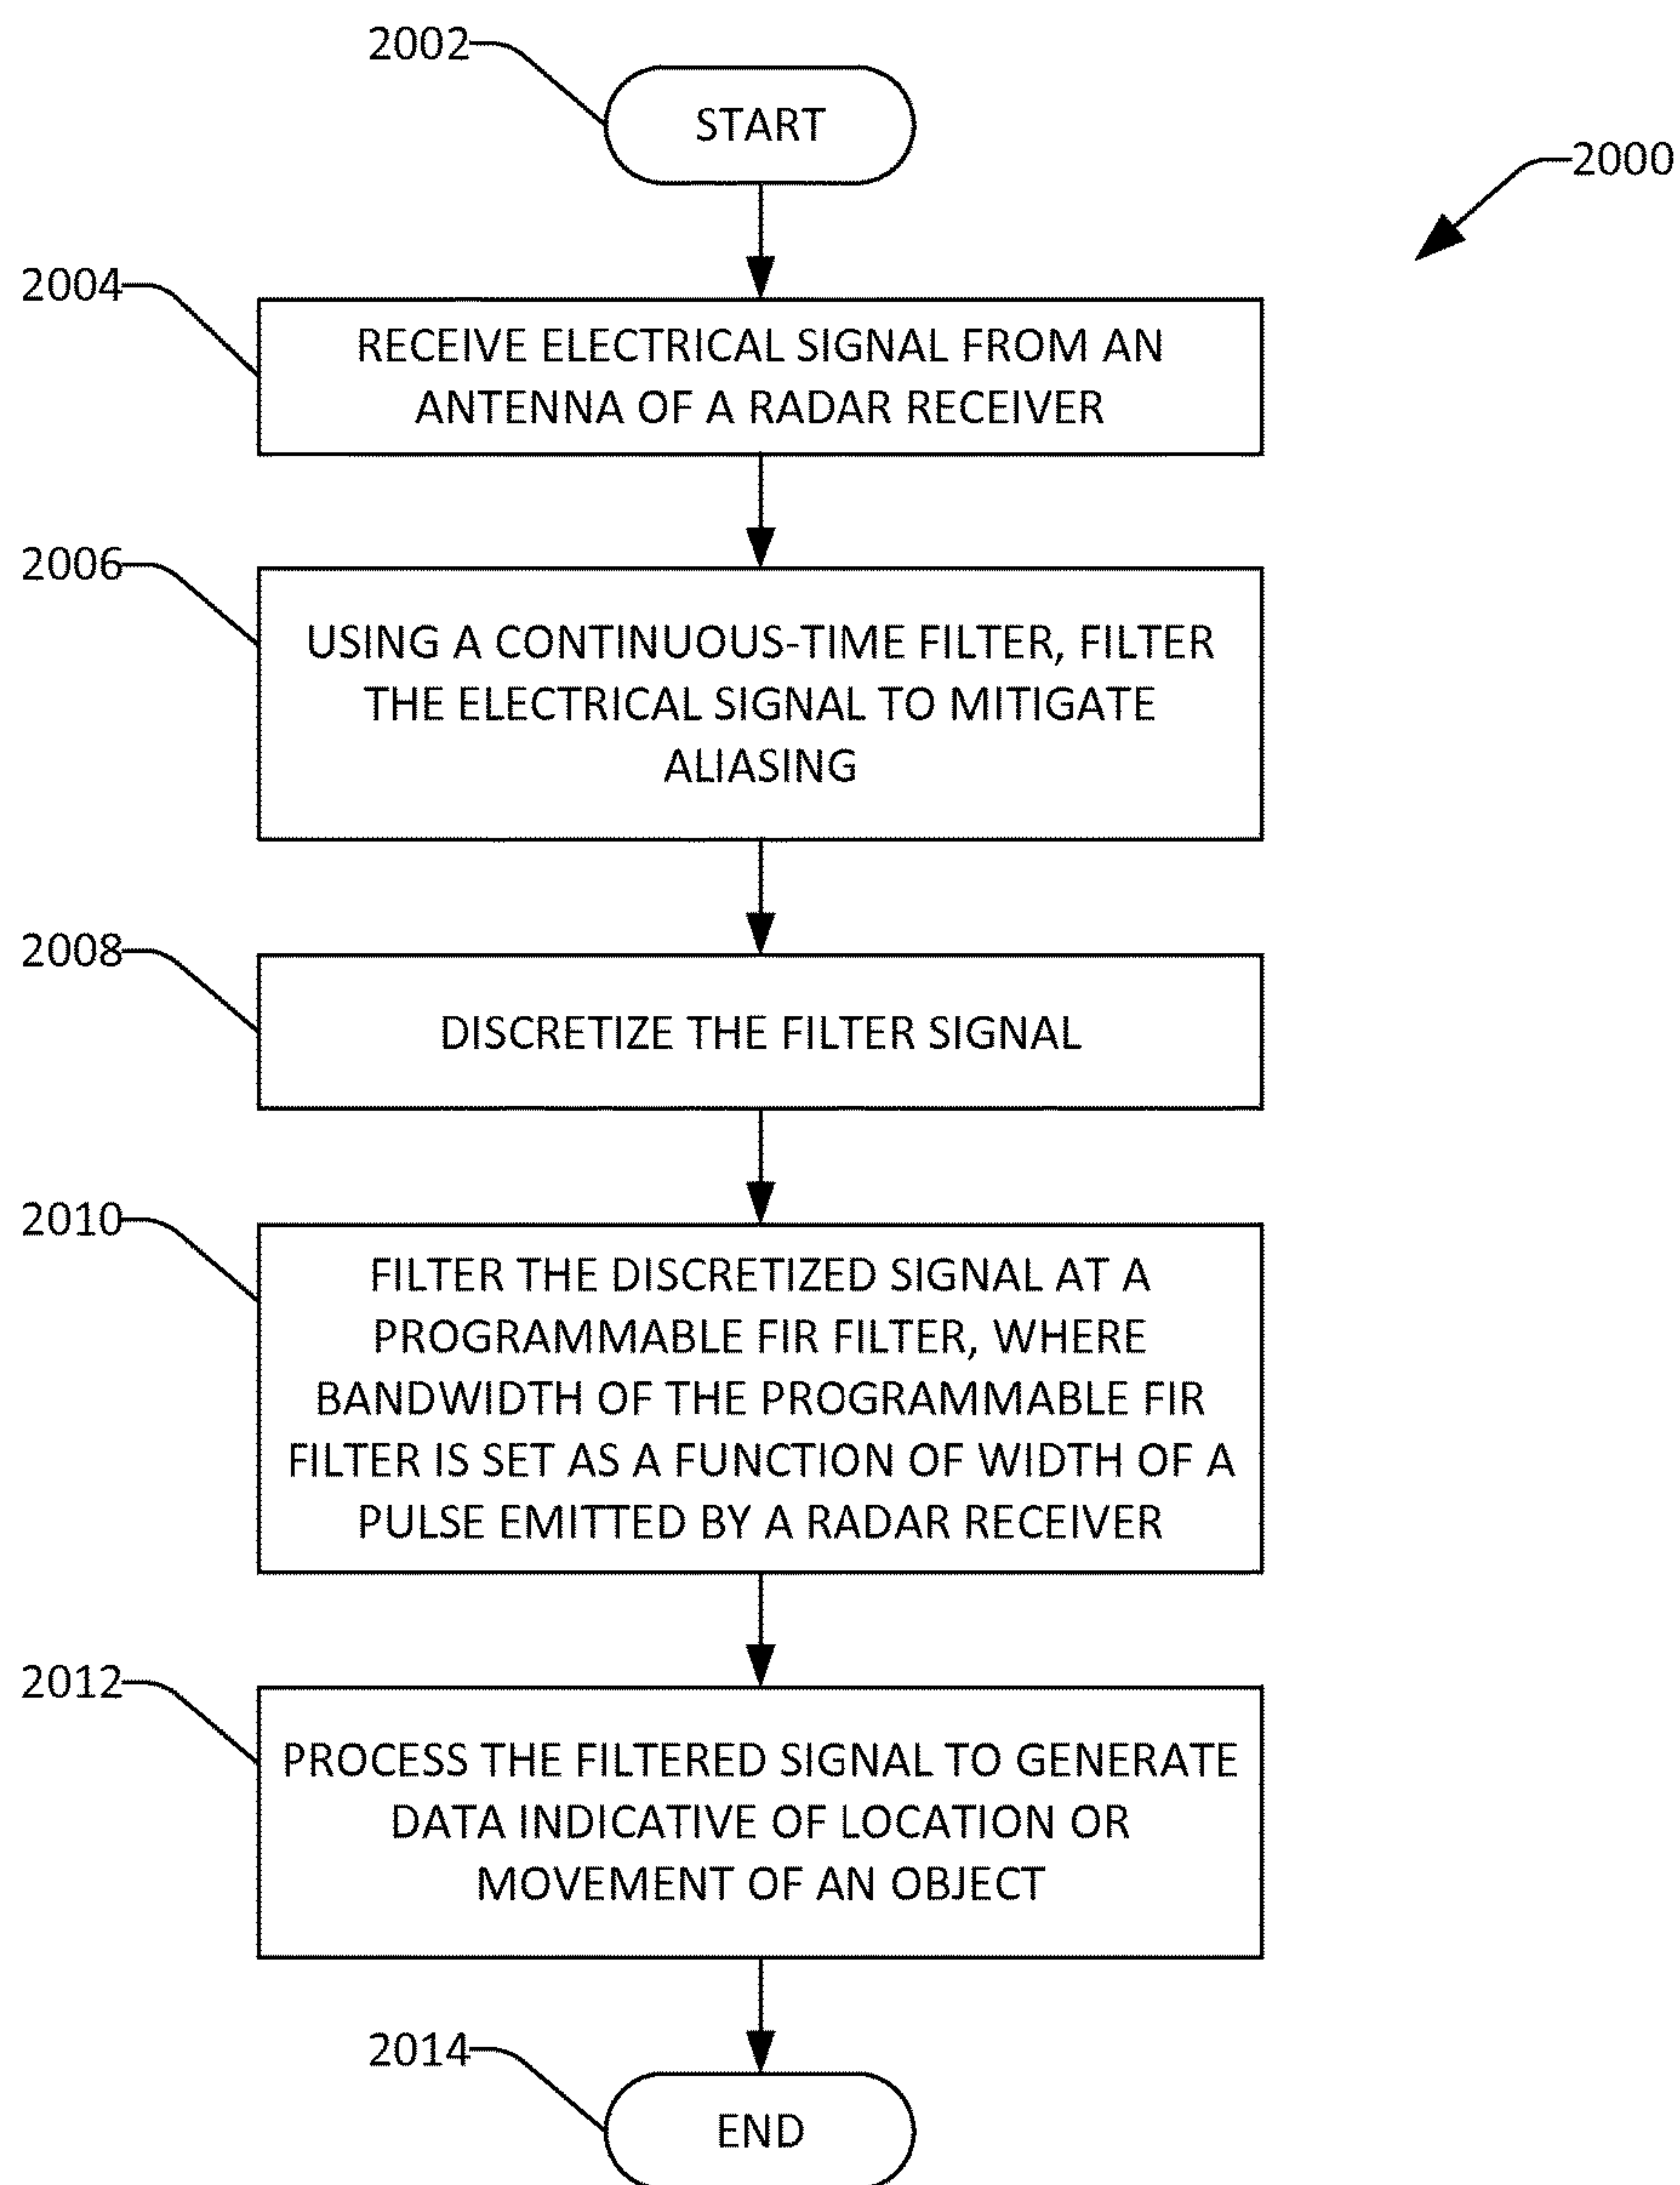 2002
START
2000
2004
RECEIVE ELECTRICAL SIGNAL FROM AN
ANTENNA OF A RADAR RECEIVER
2006
USING A CONTINUOUS-TIME FILTER, FILTER
THE ELECTRICAL SIGNAL TO MITIGATE
ALIASING
2008
DISCRETIZE THE FILTER SIGNAL
2010
FILTER THE DISCRETIZED SIGNAL AT A
PROGRAMMABLE FIR FILTER, WHERE
BANDWIDTH OF THE PROGRAMMABLE FIR
FILTER IS SET AS A FUNCTION OF WIDTH OF A
PULSE EMITTED BY A RADAR RECEIVER
2012
PROCESS THE FILTERED SIGNAL TO GENERATE
DATA INDICATIVE OF LOCATION OR
MOVEMENT OF AN OBJECT
2014
END